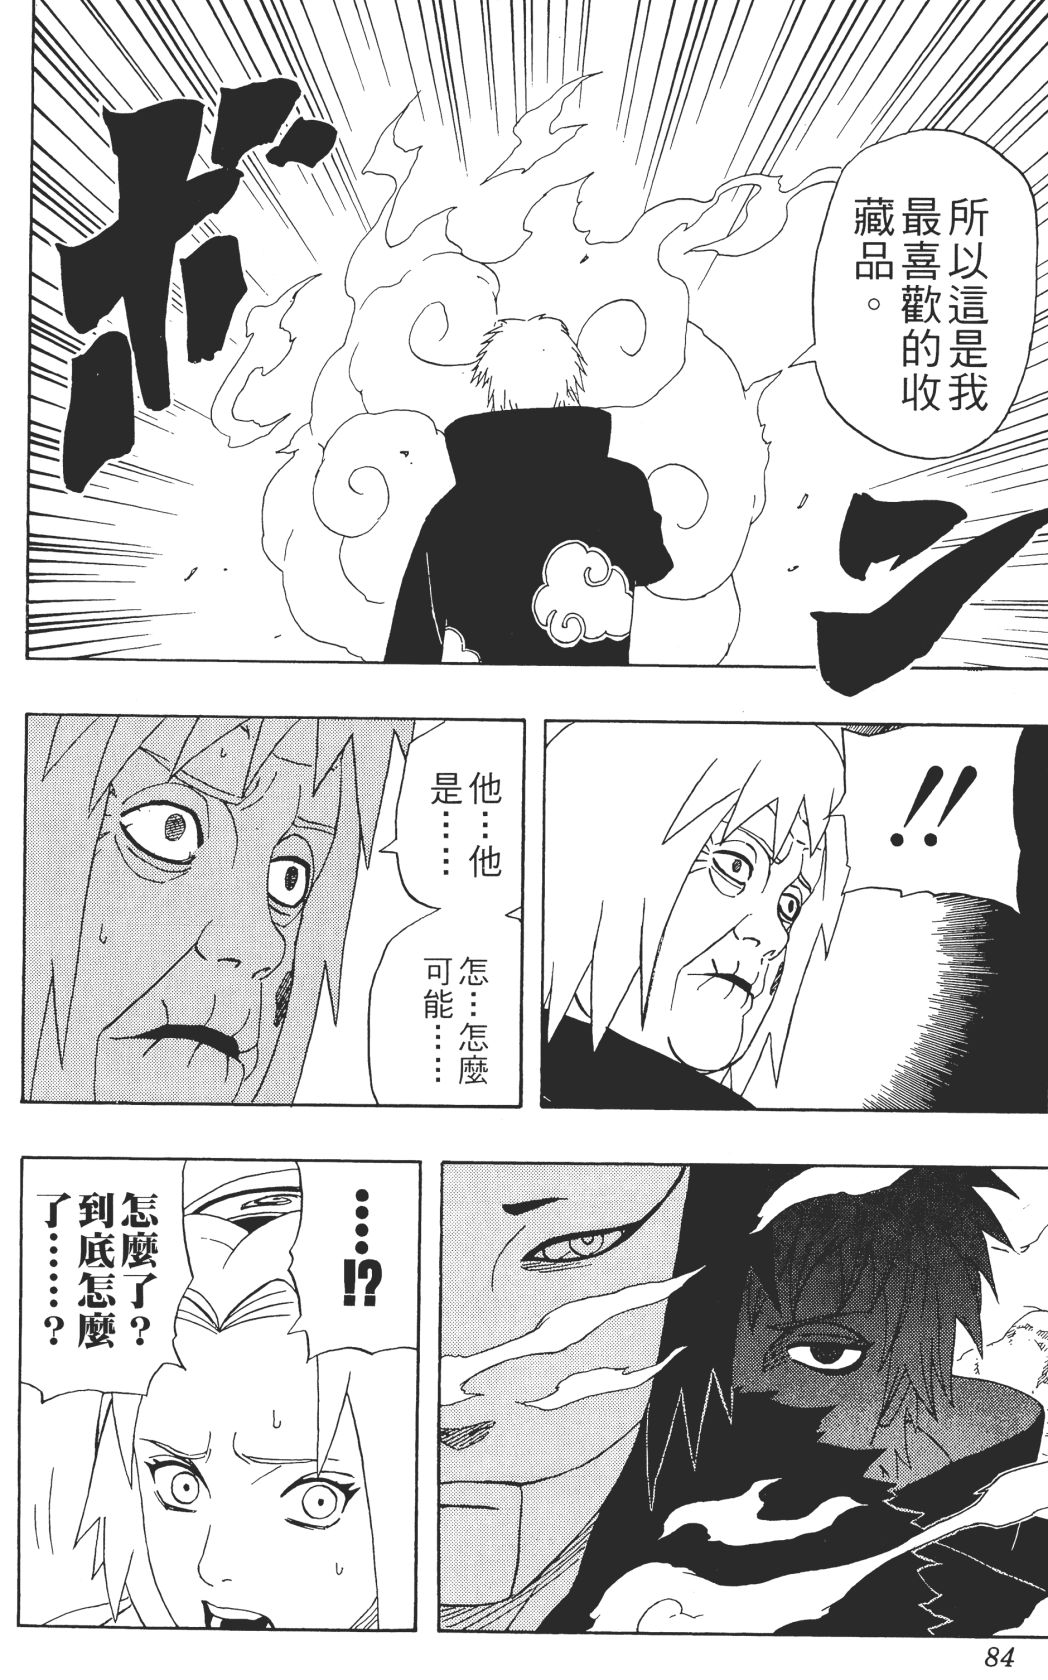 所以這是我
最喜歡的收
藏品。
ボン
!!
他…他
是……
怎…怎麼
可能……
……!?
怎麼了?
到底怎麼
了……?
84